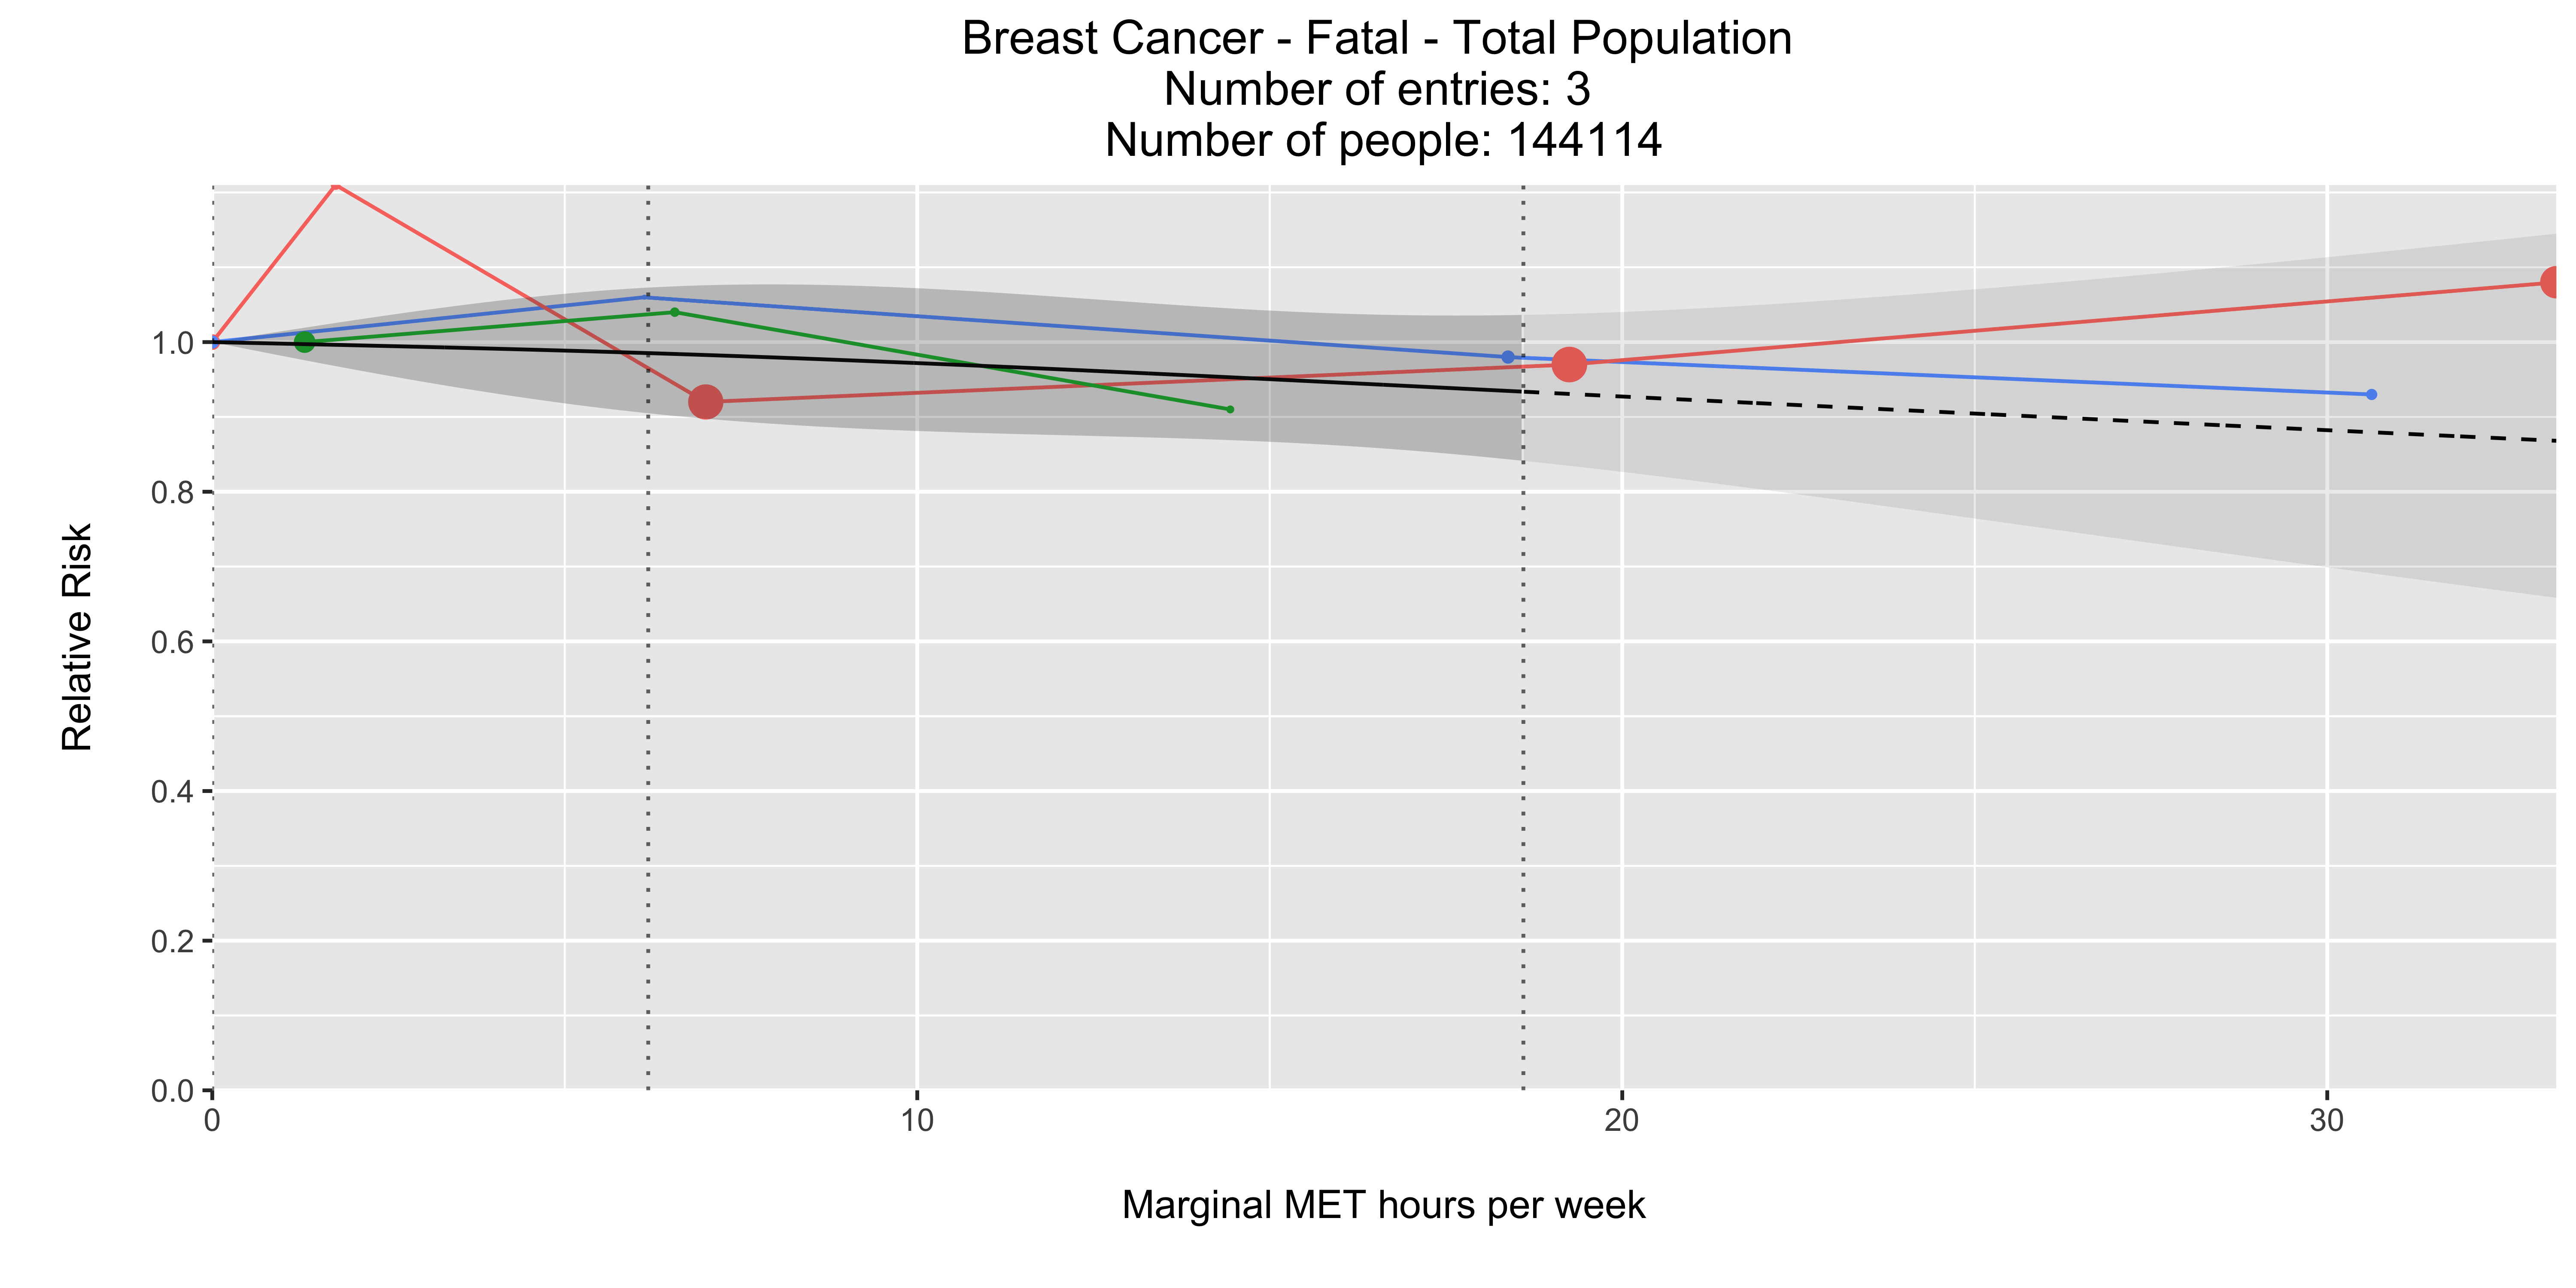 Breast Cancer - Fatal - Total Population
Number of entries: 3
Number of people: 144114
Relative Risk
1.0
0.8
0.6
0.4
0.2
0.0
0
10
20
30
Marginal MET hours per week